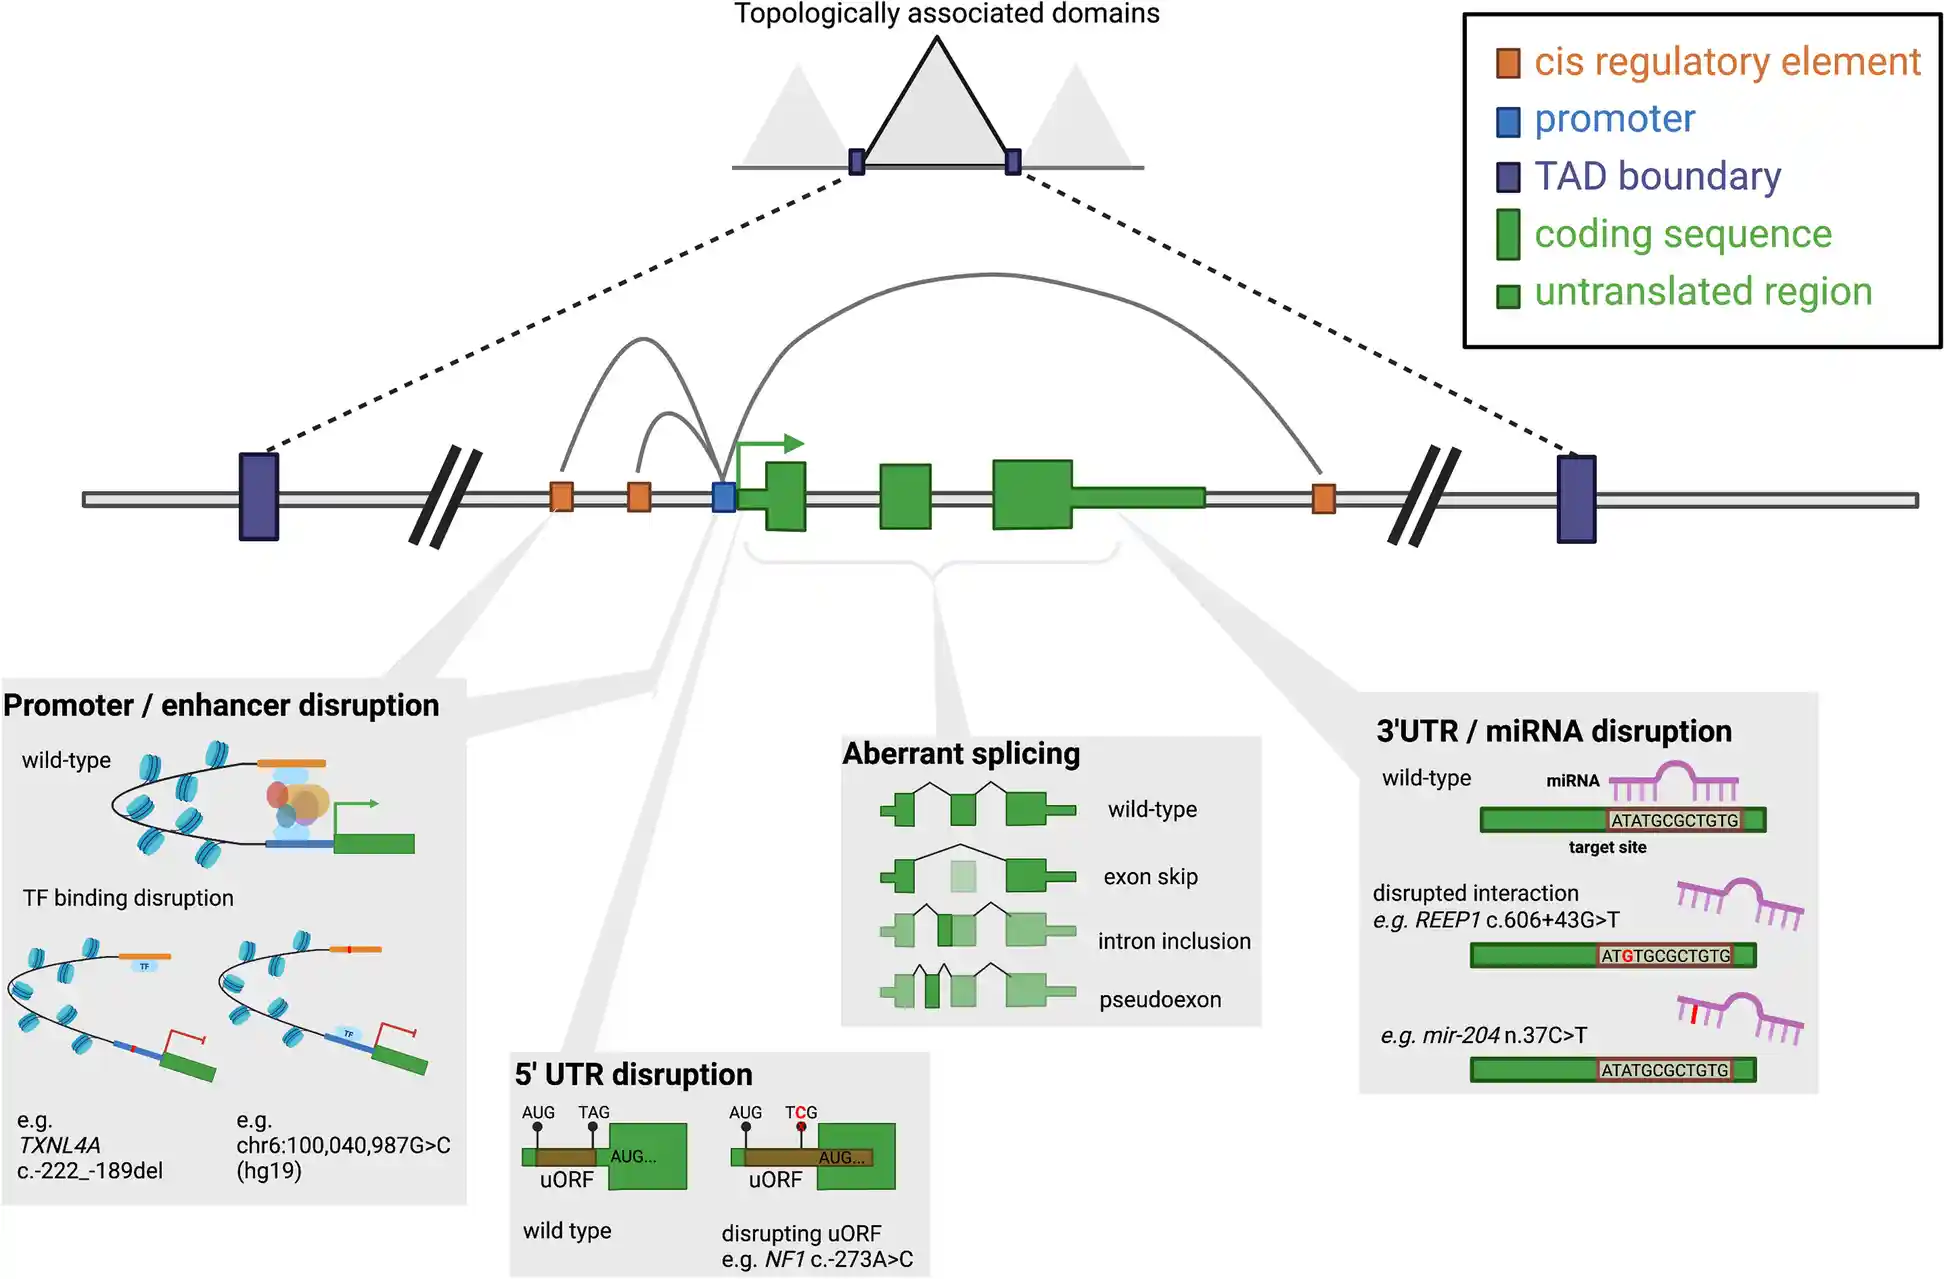 Topologically associated domains
cis regulatory element
promoter
TAD boundary
coding sequence
untranslated region
Promoter / enhancer disruption
wild-type
TF binding disruption
TF
TF
e.g.
TXNL4A
c.-222_-189del
e.g.
chr6:100,040,987G>C
(hg19)
5' UTR disruption
AUG TAG
AUG...
uORF
wild type
AUG TCG
AUG...
uORF
disrupting uORF
e.g. NF1 c.-273A>C
Aberrant splicing
wild-type
exon skip
intron inclusion
pseudoexon
3'UTR / miRNA disruption
wild-type
miRNA
ATATGCGCTGTG
target site
disrupted interaction
e.g. REEP1 c.606+43G>T
ATGTGCGCTGTG
e.g. mir-204 n.37C>T
ATATGCGCTGTG